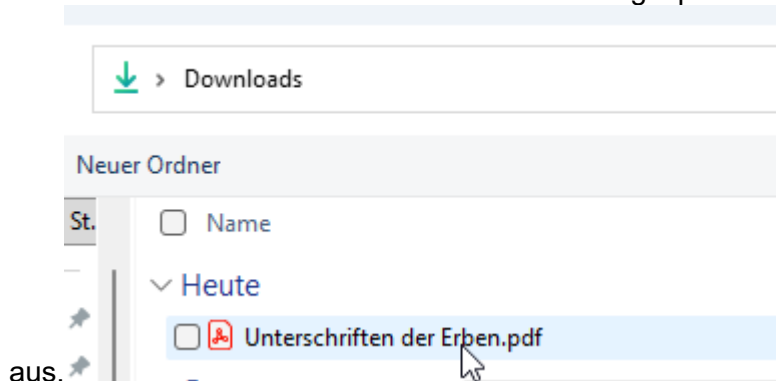 Downloads
Neuer Ordner
St.
Name
Heute
Unterschriften der Erben.pdf
aus.